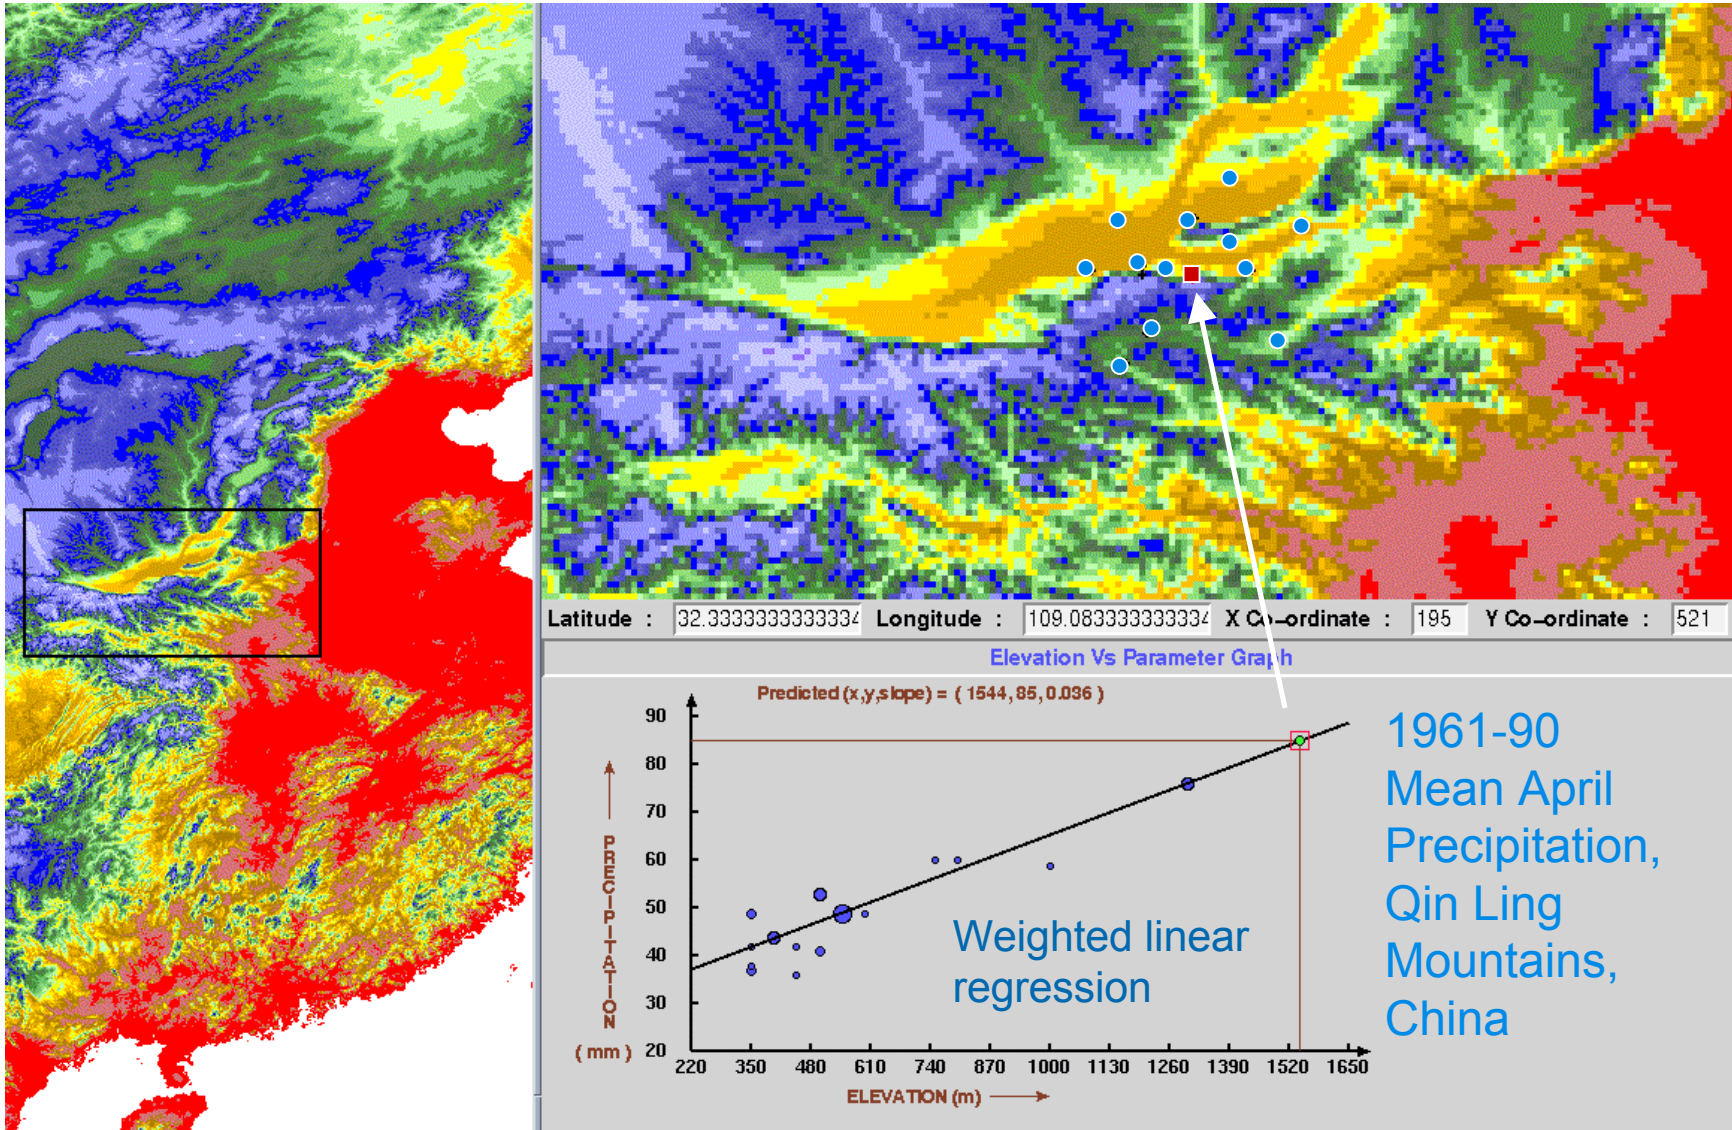 Latitude : 32.3333333333334 Longitude : 109.083333333334 X Co-ordinate : 195 Y Co-ordinate : 521
Elevation Vs Parameter Graph
Predicted (x,y,slope) = ( 1544, 85, 0.036 )
90
80
70
60
50
40
30
20
PRECIPITATION
( mm )
220 350 480 610 740 870 1000 1130 1260 1390 1520 1650
ELEVATION (m)
Weighted linear
regression
1961-90
Mean April
Precipitation,
Qin Ling
Mountains,
China